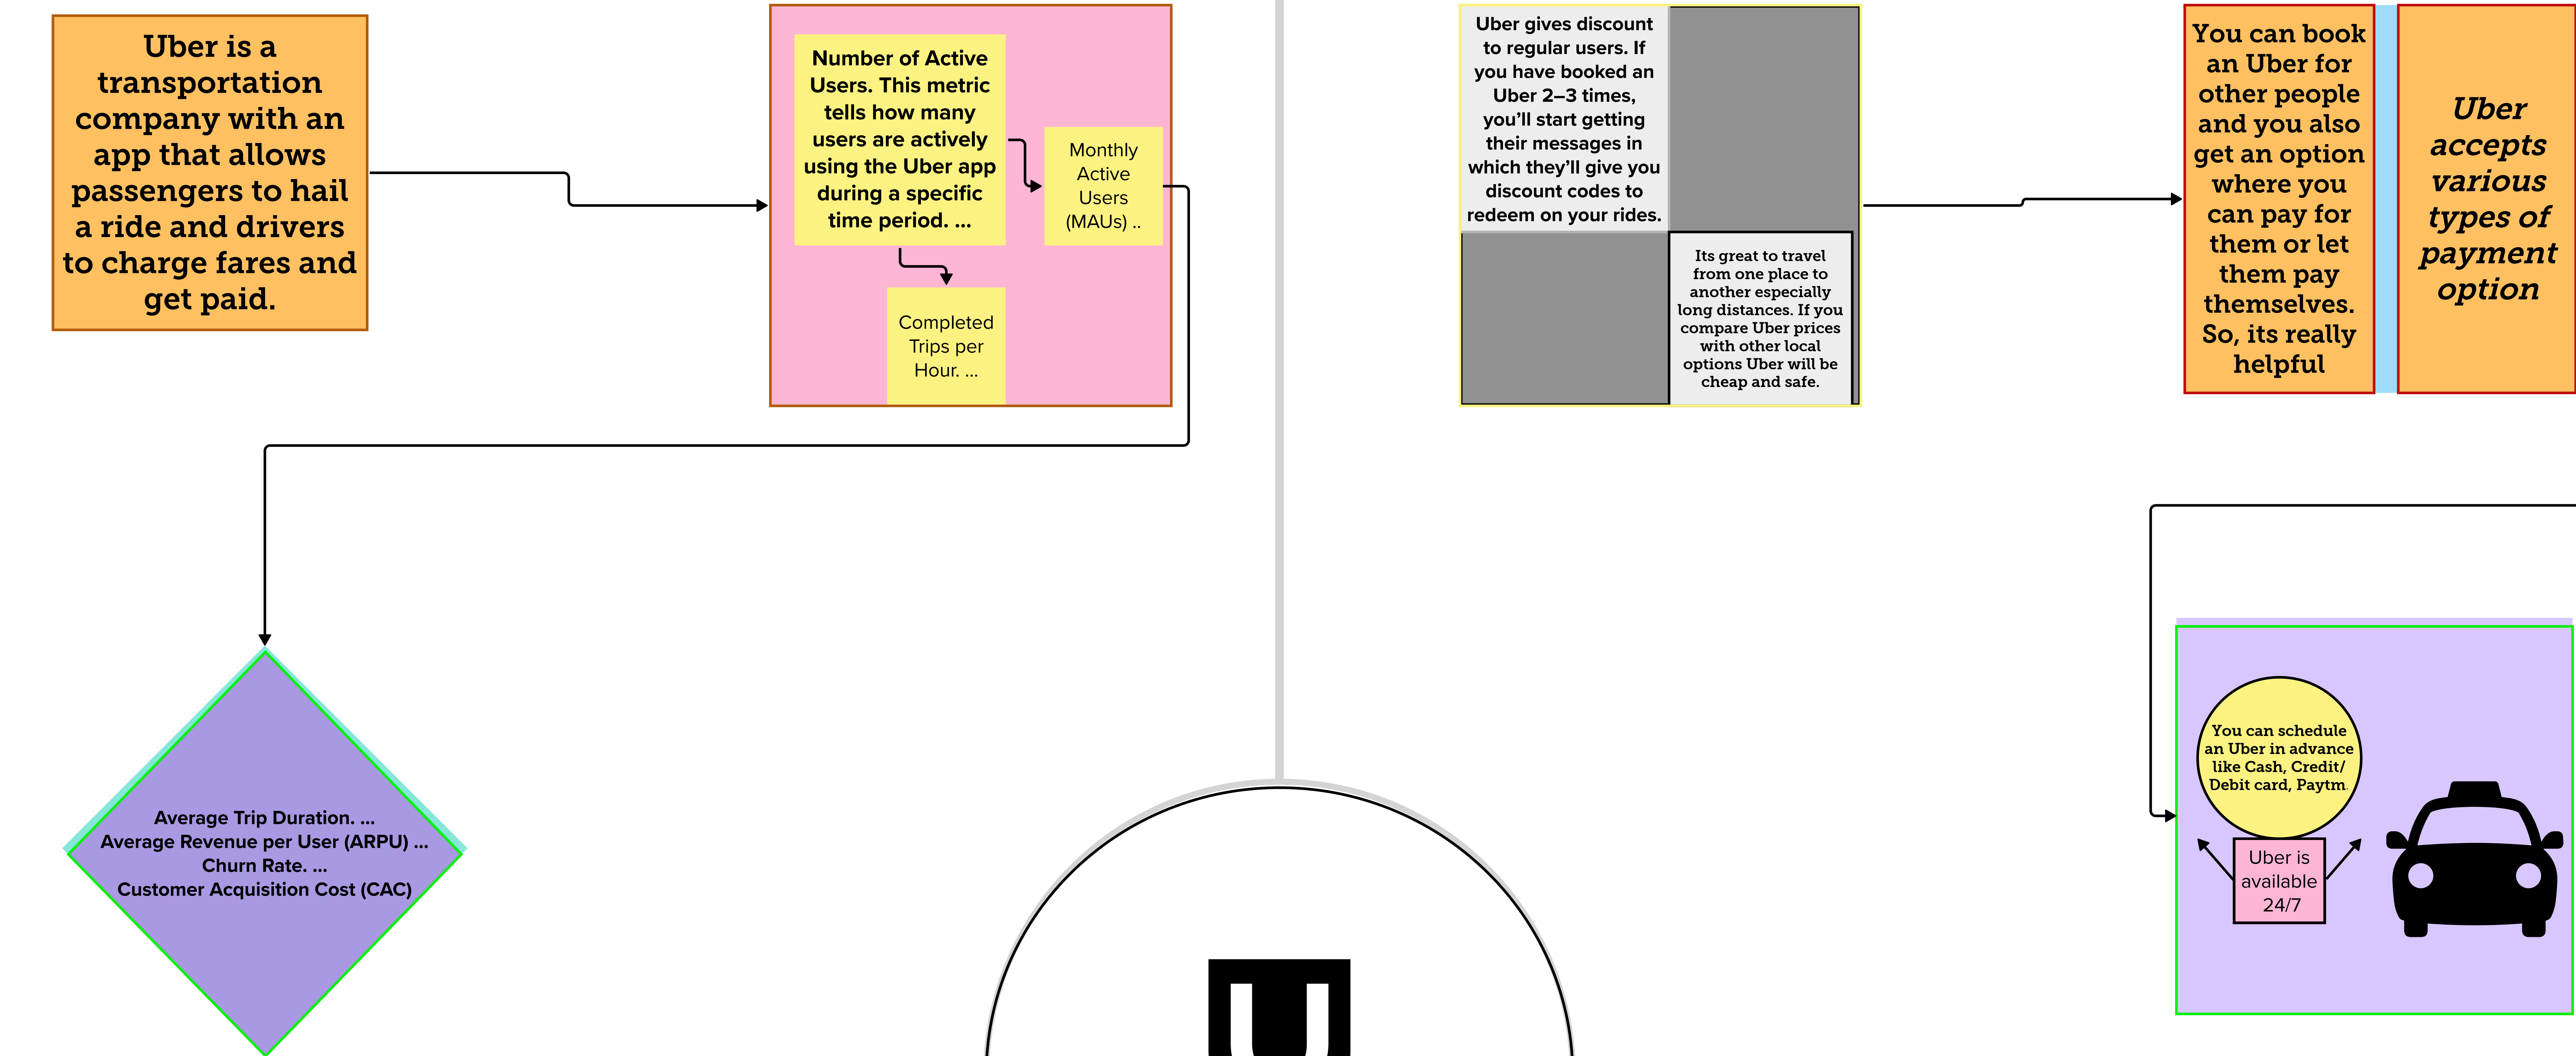 Uber is a
transportation
company with an
app that allows
passengers to hail
a ride and drivers
to charge fares and
get paid.
Number of Active
Users. This metric
tells how many
users are actively
using the Uber app
during a specific
time period. ...
Monthly
Active
Users
(MAUs) ..
Completed
Trips per
Hour. ...
Uber gives discount
to regular users. If
you have booked an
Uber 2–3 times,
you’ll start getting
their messages in
which they’ll give you
discount codes to
redeem on your rides.
Its great to travel
from one place to
another especially
long distances. If you
compare Uber prices
with other local
options Uber will be
cheap and safe.
You can book
an Uber for
other people
and you also
get an option
where you
can pay for
them or let
them pay
themselves.
So, its really
helpful
Uber
accepts
various
types of
payment
option
Average Trip Duration. ...
Average Revenue per User (ARPU) ...
Churn Rate. ...
Customer Acquisition Cost (CAC)
You can schedule
an Uber in advance
like Cash, Credit/
Debit card, Paytm.
Uber is
available
24/7
U